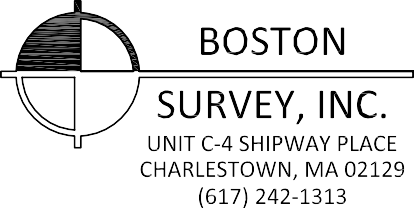 BOSTON
SURVEY, INC.
UNIT C-4 SHIPWAY PLACE
CHARLESTOWN, MA 02129
(617) 242-1313